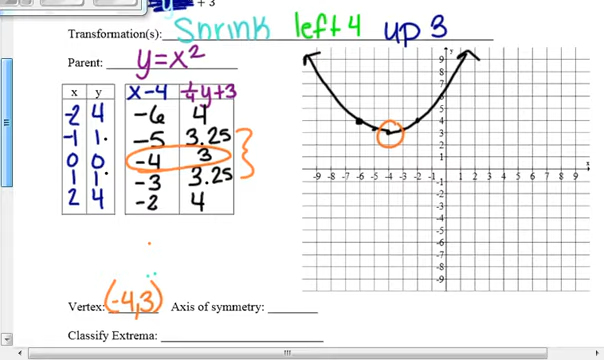 + 3
Transformation(s): Shrink left 4 up 3
Parent: y=x²
x y x-4 ¼y+3
-2 4 -6 4
-1 1 -5 3.25
0 0 -4 3
1 1 -3 3.25
2 4 -2 4
y
9
8
7
6
5
4
3
2
1
-9 -8 -7 -6 -5 -4 -3 -2 -1 1 2 3 4 5 6 7 8 9 x
-1
-2
-3
-4
-5
-6
-7
-8
-9
Vertex: (-4,3) Axis of symmetry:
Classify Extrema: